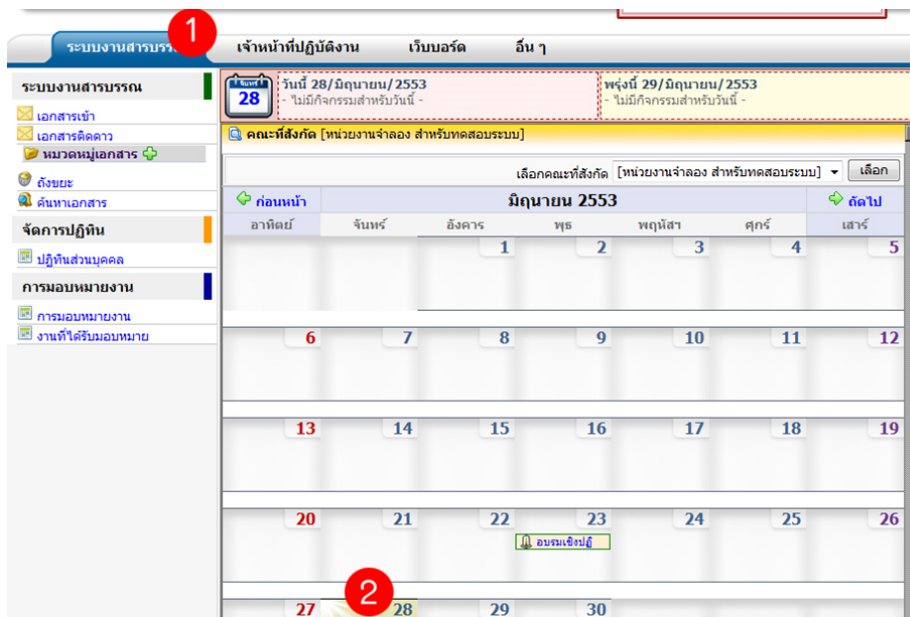 1
ระบบงานสารบรร
เจ้าหน้าที่ปฏิบัติงาน เว็บบอร์ด อื่น ๆ
ระบบงานสารบรรณ
เอกสารเข้า
เอกสารติดดาว
หมวดหมู่เอกสาร
ถังขยะ
ค้นหาเอกสาร
จัดการปฏิทิน
ปฏิทินส่วนบุคคล
การมอบหมายงาน
การมอบหมายงาน
งานที่ได้รับมอบหมาย
28
วันนี้ 28/มิถุนายน/2553
- ไม่มีกิจกรรมสำหรับวันนี้ -
พรุ่งนี้ 29/มิถุนายน/2553
- ไม่มีกิจกรรมสำหรับวันนี้ -
คณะที่สังกัด [หน่วยงานจำลอง สำหรับทดสอบระบบ]
เลือกคณะที่สังกัด [หน่วยงานจำลอง สำหรับทดสอบระบบ] เลือก
ก่อนหน้า มิถุนายน 2553 ถัดไป
อาทิตย์ จันทร์ อังคาร พุธ พฤหัสฯ ศุกร์ เสาร์
1 2 3 4 5
6 7 8 9 10 11 12
13 14 15 16 17 18 19
20 21 22 23 24 25 26
อบรมเชิงปฏิ
2
27 28 29 30